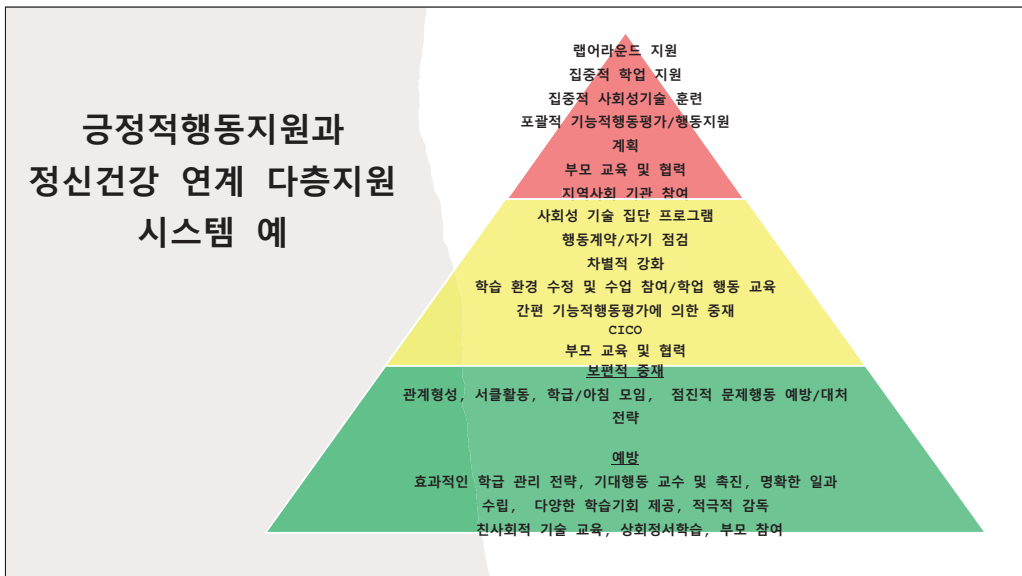 긍정적행동지원과
정신건강 연계 다층지원
시스템 예
랩어라운드 지원
집중적 학업 지원
집중적 사회성기술 훈련
포괄적 기능적행동평가/행동지원
계획
부모 교육 및 협력
지역사회 기관 참여
사회성 기술 집단 프로그램
행동계약/자기 점검
차별적 강화
학습 환경 수정 및 수업 참여/학업 행동 교육
간편 기능적행동평가에 의한 중재
CICO
부모 교육 및 협력
보편적 중재
관계형성, 서클활동, 학급/아침 모임, 점진적 문제행동 예방/대처
전략
예방
효과적인 학급 관리 전략, 기대행동 교수 및 촉진, 명확한 일과
수립, 다양한 학습기회 제공, 적극적 감독
친사회적 기술 교육, 상회정서학습, 부모 참여